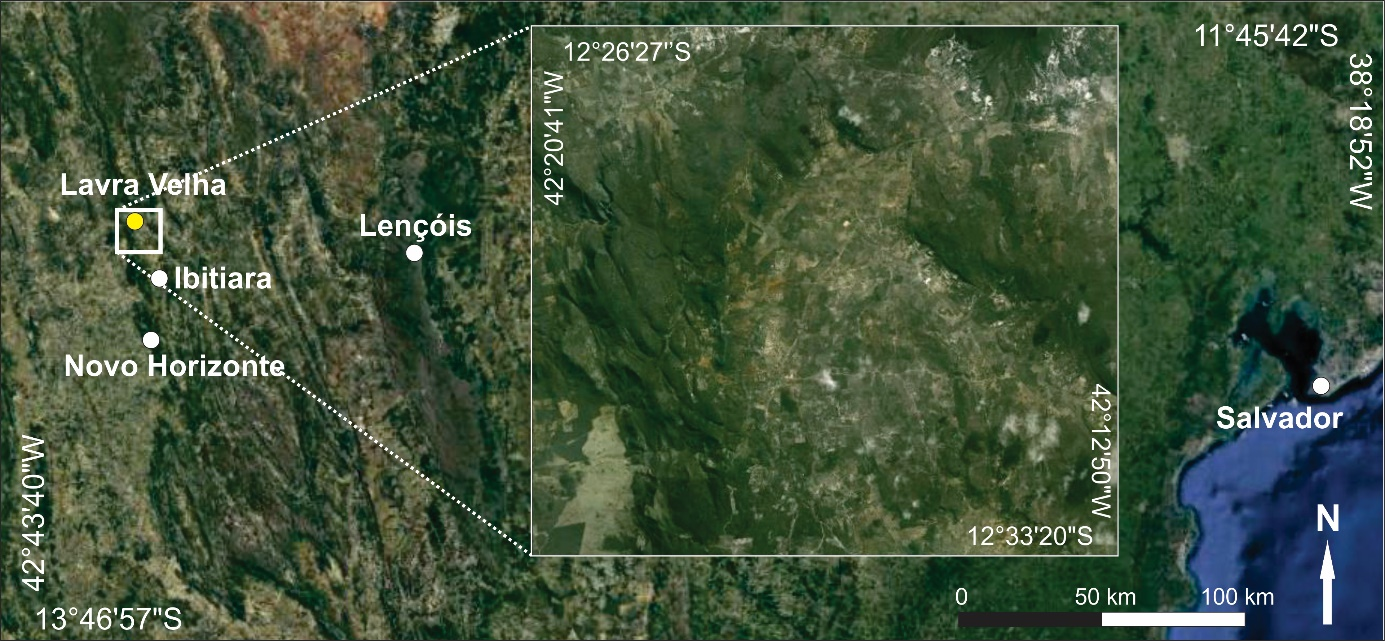 12°26'27''S
11°45'42"S
42°20'41"W
38°18'52"W
Lavra Velha
Lençóis
Ibitiara
Novo Horizonte
Salvador
42°12'50"W
42°43'40"W
12°33'20"S
N
0 50 km 100 km
13°46'57"S